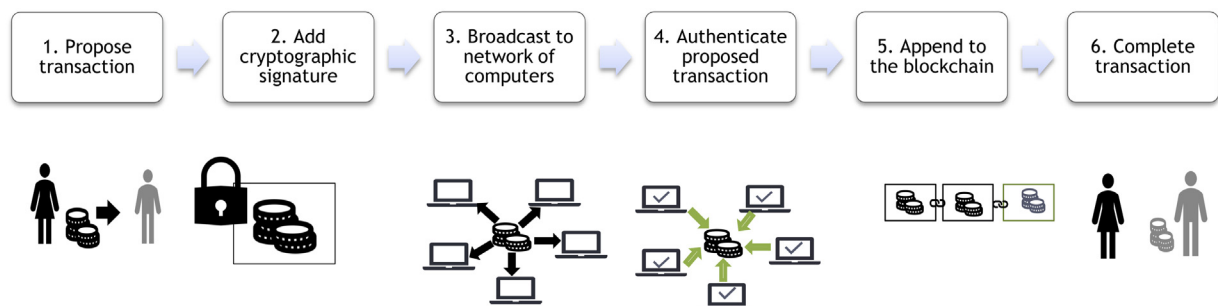 1. Propose
transaction
2. Add
cryptographic
signature
3. Broadcast to
network of
computers
4. Authenticate
proposed
transaction
5. Append to
the blockchain
6. Complete
transaction